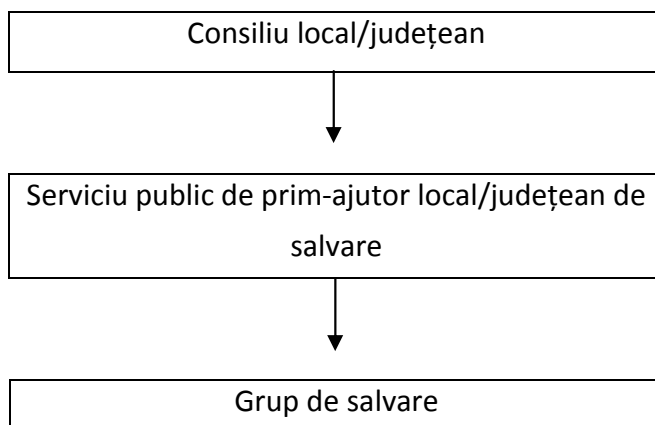 Consiliu local/județean
Serviciu public de prim-ajutor local/județean de
salvare
Grup de salvare